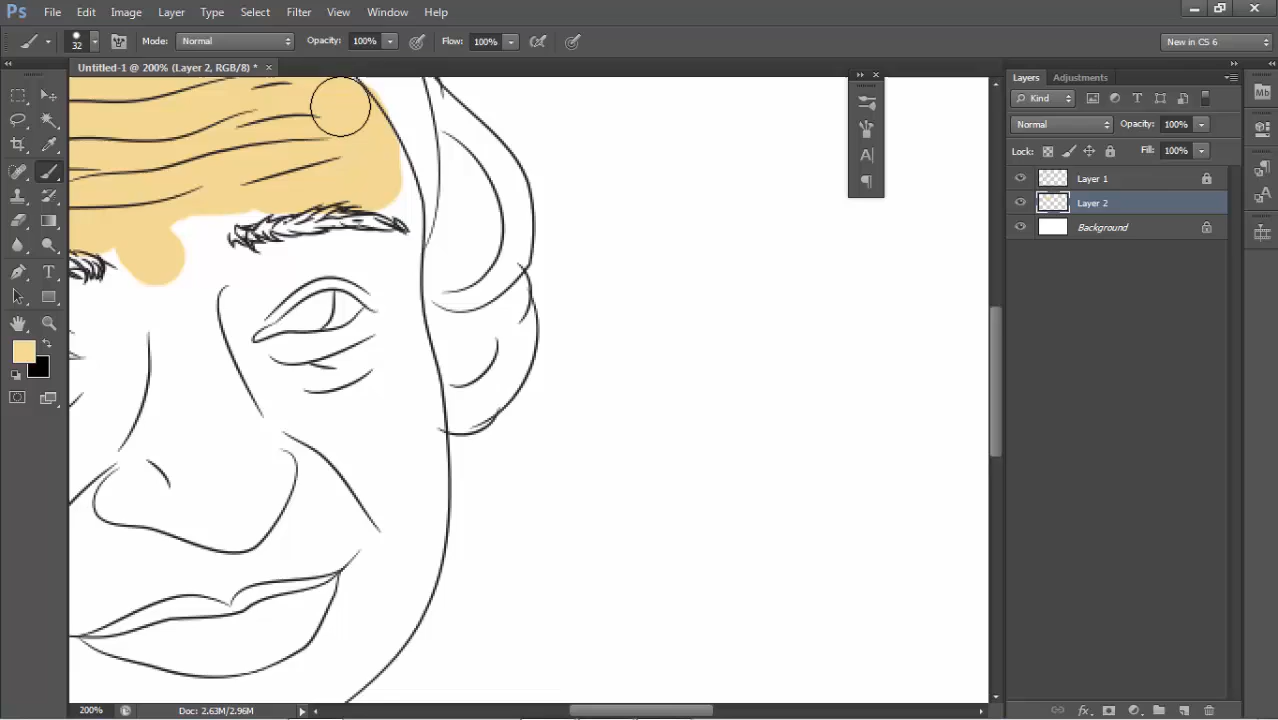 Ps File Edit Image Layer Type Select Filter View Window Help
32 Mode: Normal Opacity: 100% Flow: 100% New in CS 6
Untitled-1 @ 200% (Layer 2, RGB/8) * ×
Layers Adjustments
Mb
Kind
Normal Opacity: 100%
Lock: Fill: 100%
Layer 1
Layer 2
Background
200% Doc: 2.63M/2.96M